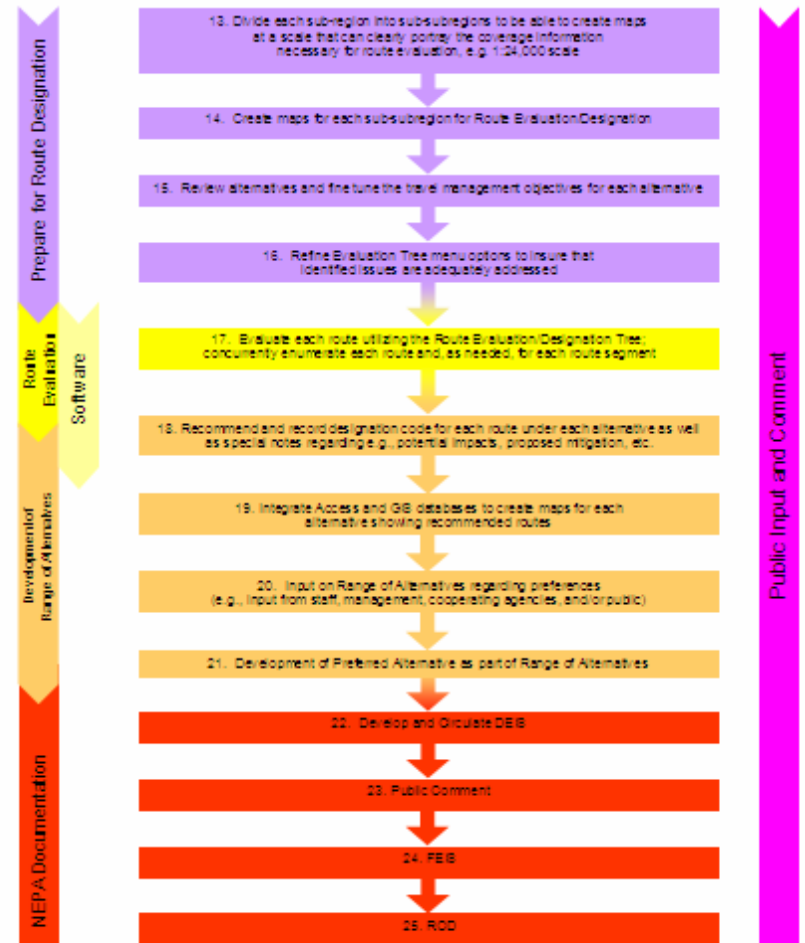 13. Divide each sub-region into sub-subregions to be able to create maps
at a scale that can clearly portray the coverage information
necessary for route evaluation, e.g. 1:24,000 scale
14. Create maps for each sub-subregion for Route Evaluation/Designation
15. Review alternatives and fine tune the travel management objectives for each alternative
16. Refine Evaluation Tree menu options to insure that
identified issues are adequately addressed
17. Evaluate each route utilizing the Route Evaluation/Designation Tree;
concurrently enumerate each route and, as needed, for each route segment
18. Recommend and record designation code for each route under each alternative as well
as special notes regarding e.g., potential impacts, proposed mitigation, etc.
19. Integrate Access and GIS databases to create maps for each
alternative showing recommended routes
20. Input on Range of Alternatives regarding preferences
(e.g., input from staff, management, cooperating agencies, and/or public)
21. Development of Preferred Alternative as part of Range of Alternatives
22. Develop and Circulate DEIS
23. Public Comment
24. FEIS
25. ROD
Prepare for Route Designation
Route
Evaluation
Software
Development of
Range of Alternatives
NEPA Documentation
Public Input and Comment